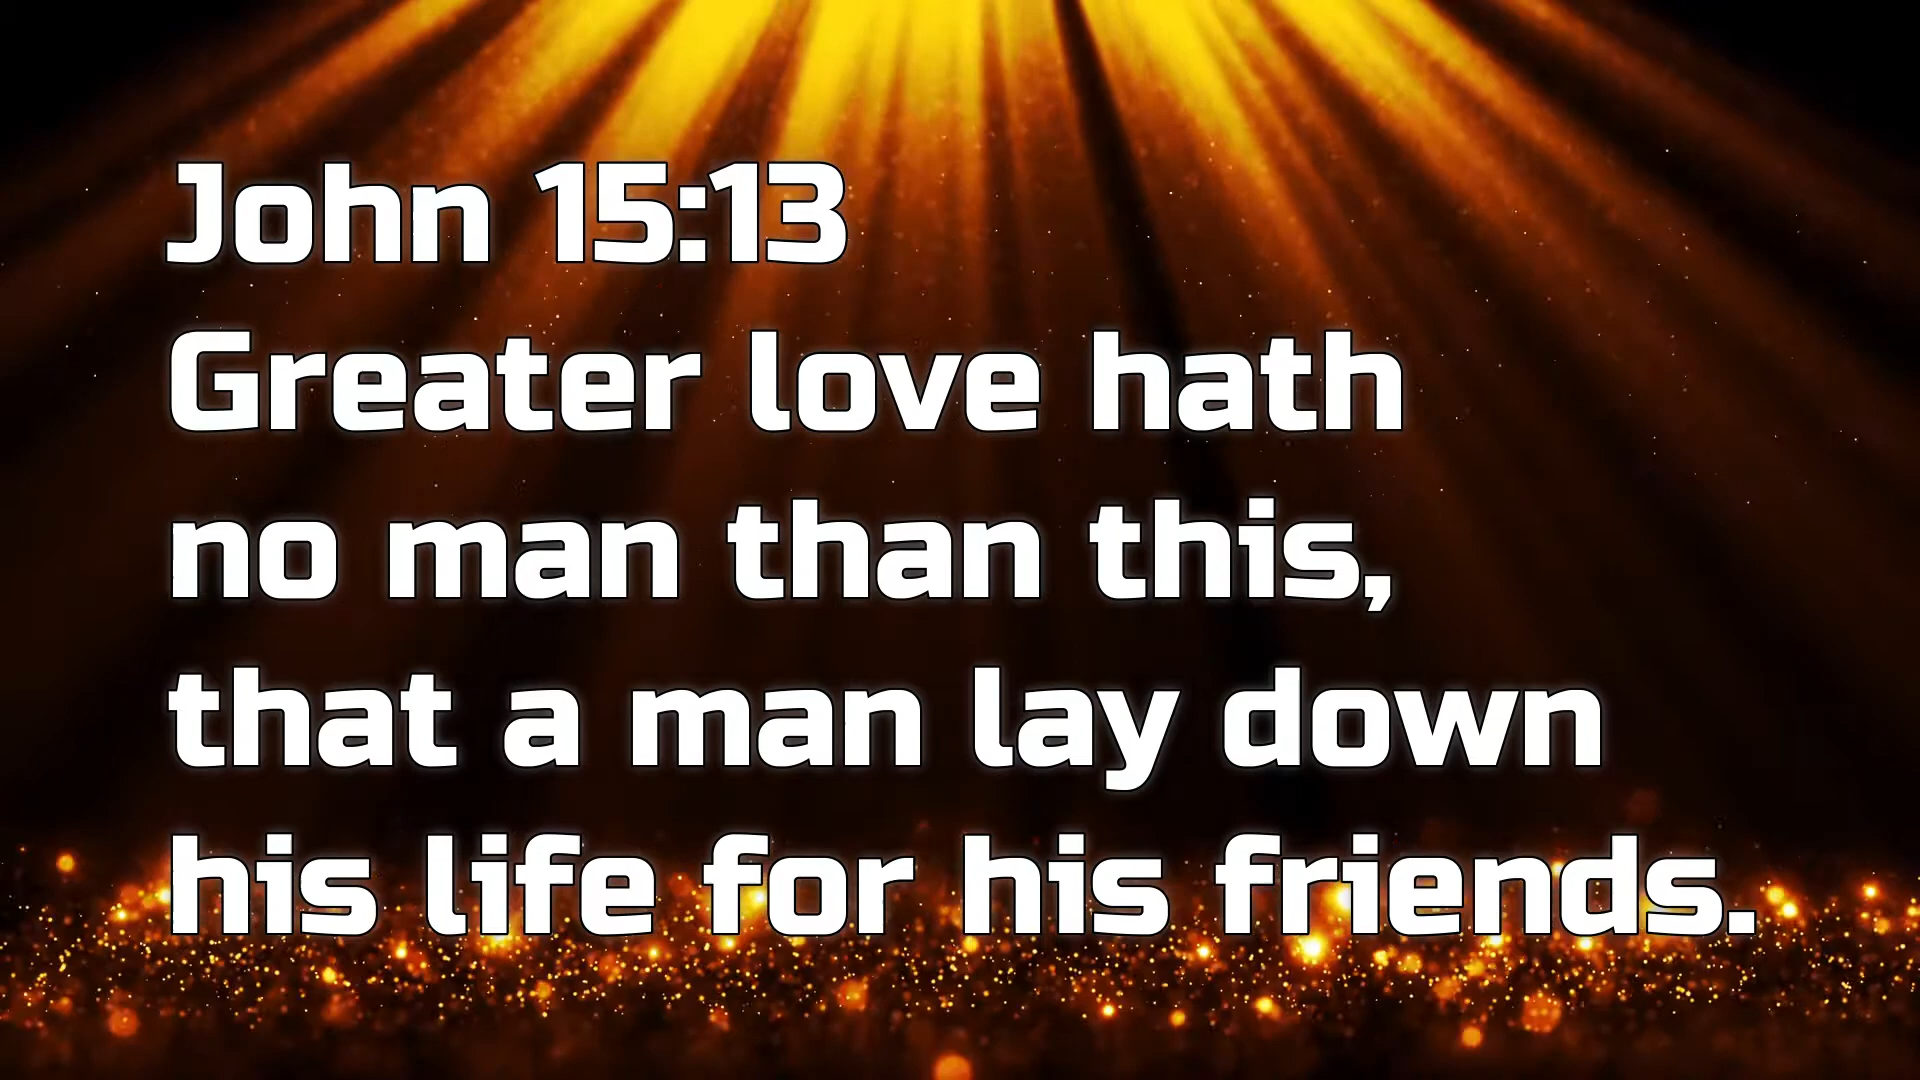 John 15:13
Greater love hath
no man than this,
that a man lay down
his life for his friends.